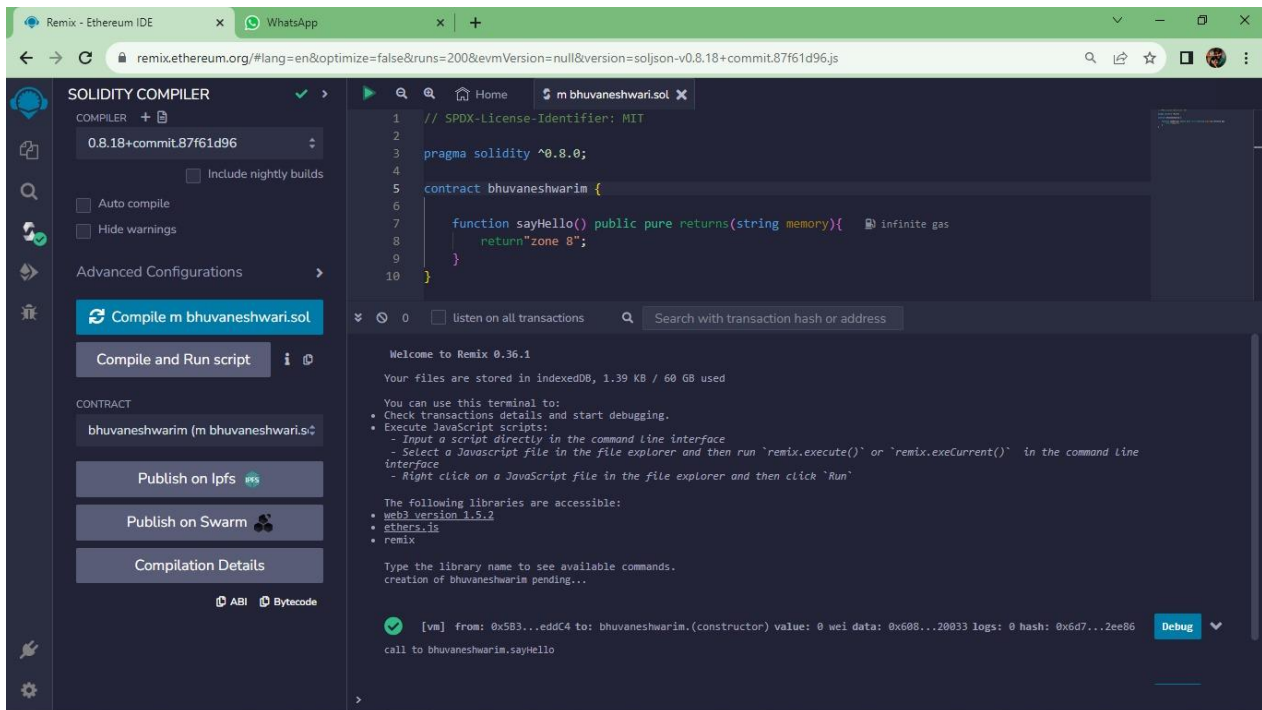 Remix - Ethereum IDE
WhatsApp
remix.ethereum.org/#lang=en&optimize=false&runs=200&evmVersion=null&version=soljson-v0.8.18+commit.87f61d96.js
SOLIDITY COMPILER
COMPILER
0.8.18+commit.87f61d96
Include nightly builds
Auto compile
Hide warnings
Advanced Configurations
Compile m bhuvaneshwari.sol
Compile and Run script
CONTRACT
bhuvaneshwarim (m bhuvaneshwari.s
Publish on Ipfs
IPFS
Publish on Swarm
Compilation Details
ABI Bytecode
Home
m bhuvaneshwari.sol
1 // SPDX-License-Identifier: MIT
2
3 pragma solidity ^0.8.0;
4
5 contract bhuvaneshwarim {
6
7 function sayHello() public pure returns(string memory){ infinite gas
8 return"zone 8";
9 }
10 }
0 listen on all transactions Search with transaction hash or address
Welcome to Remix 0.36.1
Your files are stored in indexedDB, 1.39 KB / 60 GB used
You can use this terminal to:
• Check transactions details and start debugging.
• Execute JavaScript scripts:
- Input a script directly in the command line interface
- Select a Javascript file in the file explorer and then run `remix.execute()` or `remix.exeCurrent()` in the command line
interface
- Right click on a JavaScript file in the file explorer and then click `Run`
The following libraries are accessible:
• web3 version 1.5.2
• ethers.js
• remix
Type the library name to see available commands.
creation of bhuvaneshwarim pending...
[vm] from: 0x5B3...eddC4 to: bhuvaneshwarim.(constructor) value: 0 wei data: 0x608...20033 logs: 0 hash: 0x6d7...2ee86
Debug
call to bhuvaneshwarim.sayHello
>